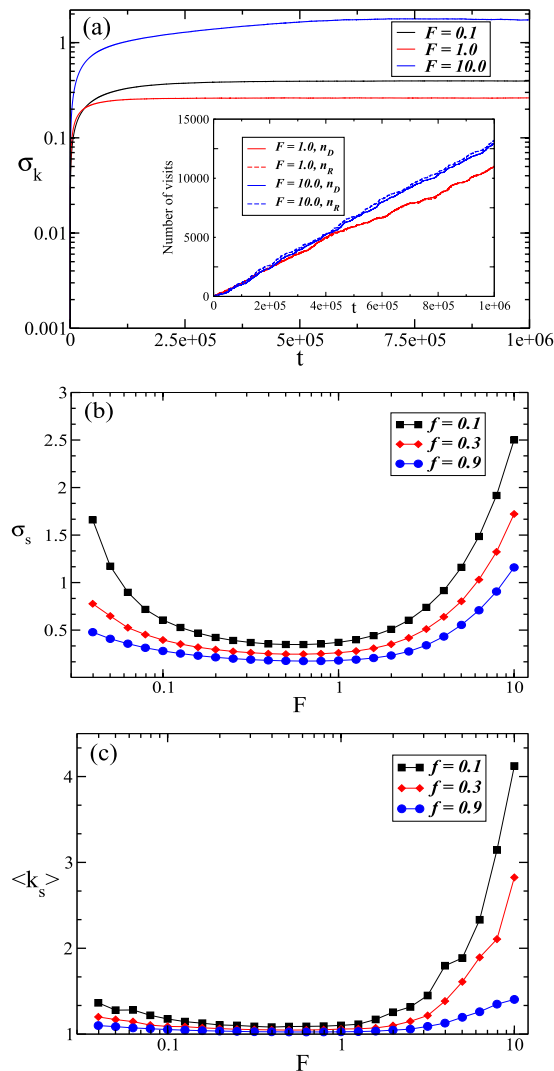 (a)
F = 0.1
F = 1.0
F = 10.0
1
0.1
0.01
0.001
σk
2.5e+05
5e+05
7.5e+05
1e+06
t
15000
10000
5000
0
Number of visits
F = 1.0, nD
F = 1.0, nR
F = 10.0, nD
F = 10.0, nR
0
2e+05
4e+05
6e+05
8e+05
1e+06
t
(b)
f = 0.1
f = 0.3
f = 0.9
3
2.5
2
1.5
1
0.5
σs
0.1
1
10
F
(c)
f = 0.1
f = 0.3
f = 0.9
4
3
2
1
<ks>
0.1
1
10
F